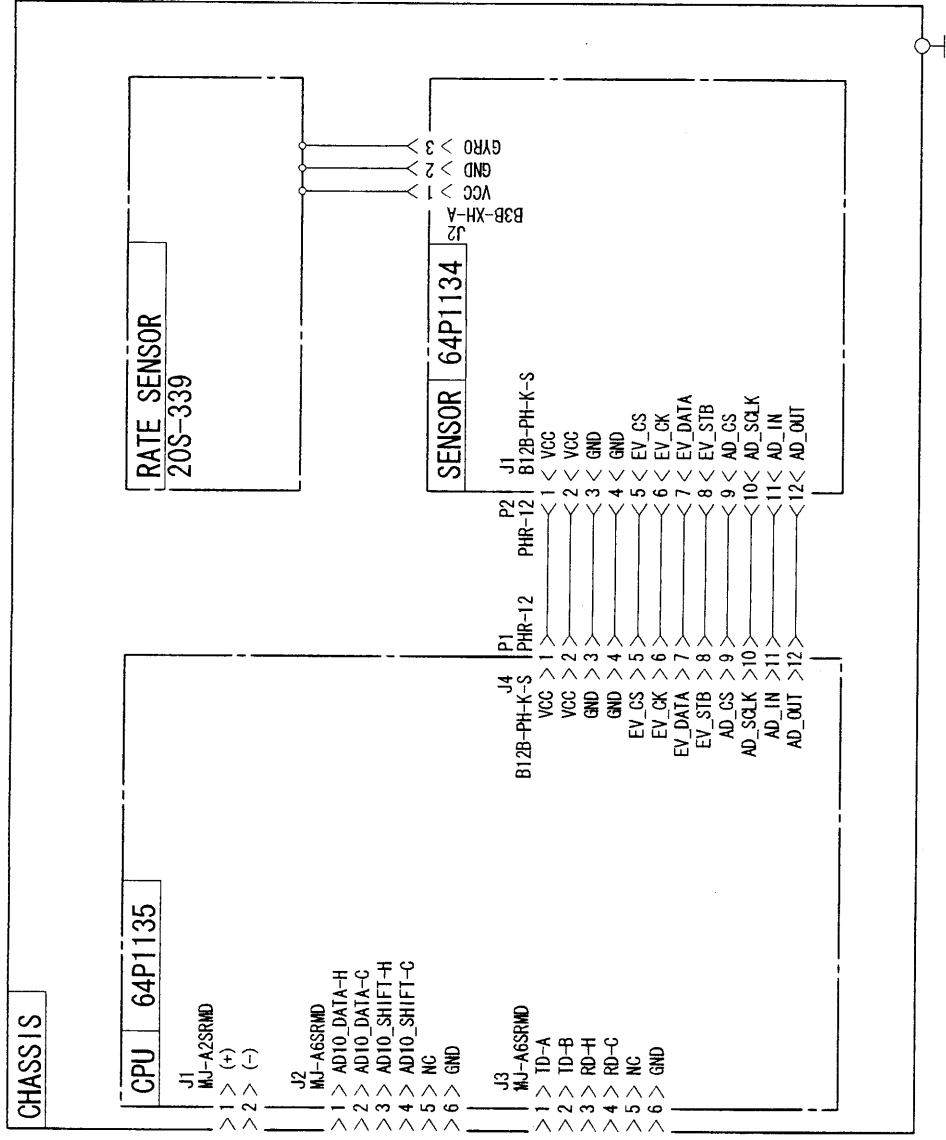 CHASSIS
CPU 64P1135
J1
MJ-A2SRMD
1 (+)
2 (-)
J2
MJ-A6SRMD
1 AD10_DATA-H
2 AD10_DATA-C
3 AD10_SHIFT-H
4 AD10_SHIFT-C
5 NC
6 GND
J3
MJ-A6SRMD
1 TD-A
2 TD-B
3 RD-H
4 RD-C
5 NC
6 GND
J4
B12B-PH-K-S
VCC 1
VCC 2
GND 3
GND 4
EV_CS 5
EV_CK 6
EV_DATA 7
EV_STB 8
AD_CS 9
AD_SCLK 10
AD_IN 11
AD_OUT 12
P1
PHR-12
P2
PHR-12
RATE SENSOR
20S-339
SENSOR 64P1134
J1
B12B-PH-K-S
1 VCC
2 VCC
3 GND
4 GND
5 EV_CS
6 EV_CK
7 EV_DATA
8 EV_STB
9 AD_CS
10 AD_SCLK
11 AD_IN
12 AD_OUT
J2
B3B-XH-A
1 VCC
2 GND
3 GYRO